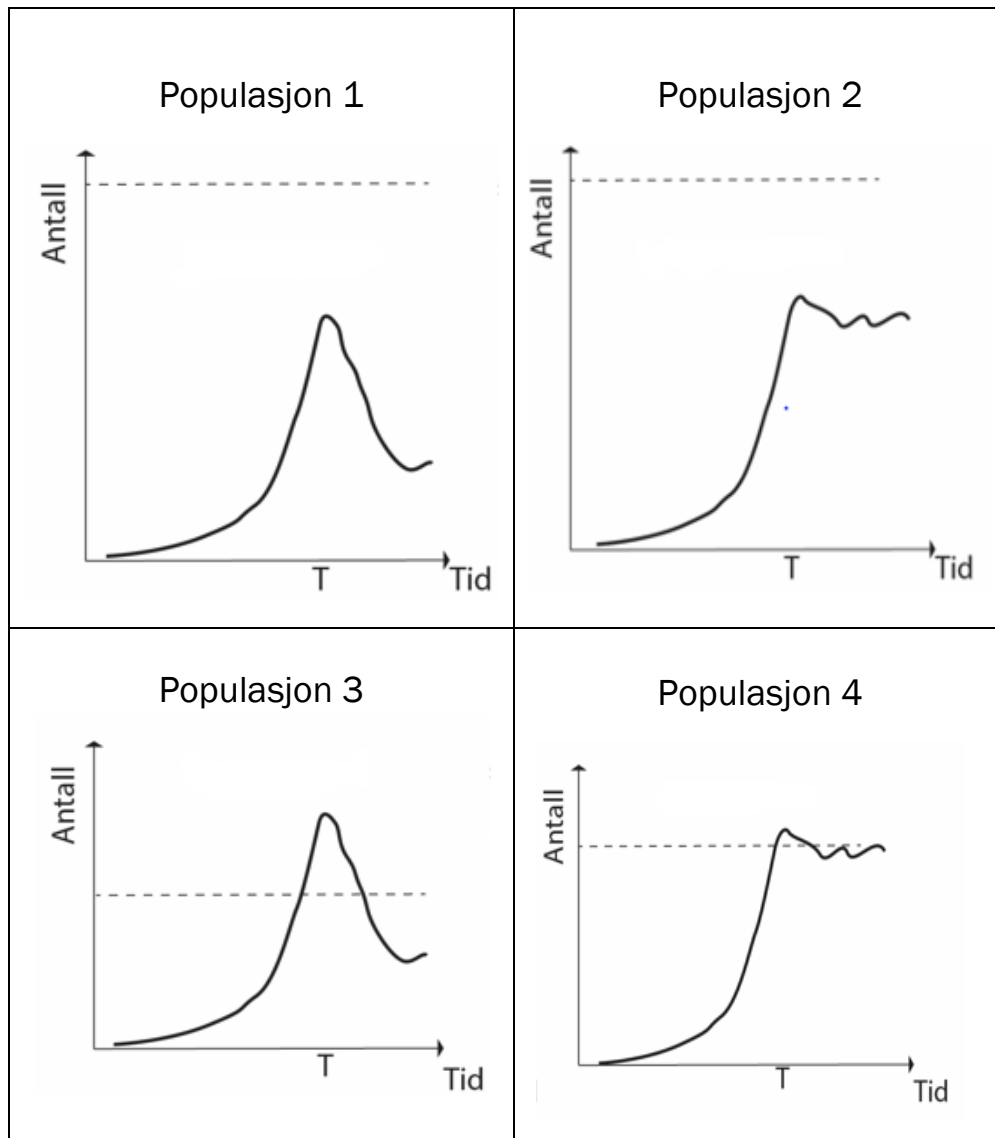 Populasjon 1
Antall
T
Tid
Populasjon 2
Antall
T
Tid
Populasjon 3
Antall
T
Tid
Populasjon 4
Antall
T
Tid